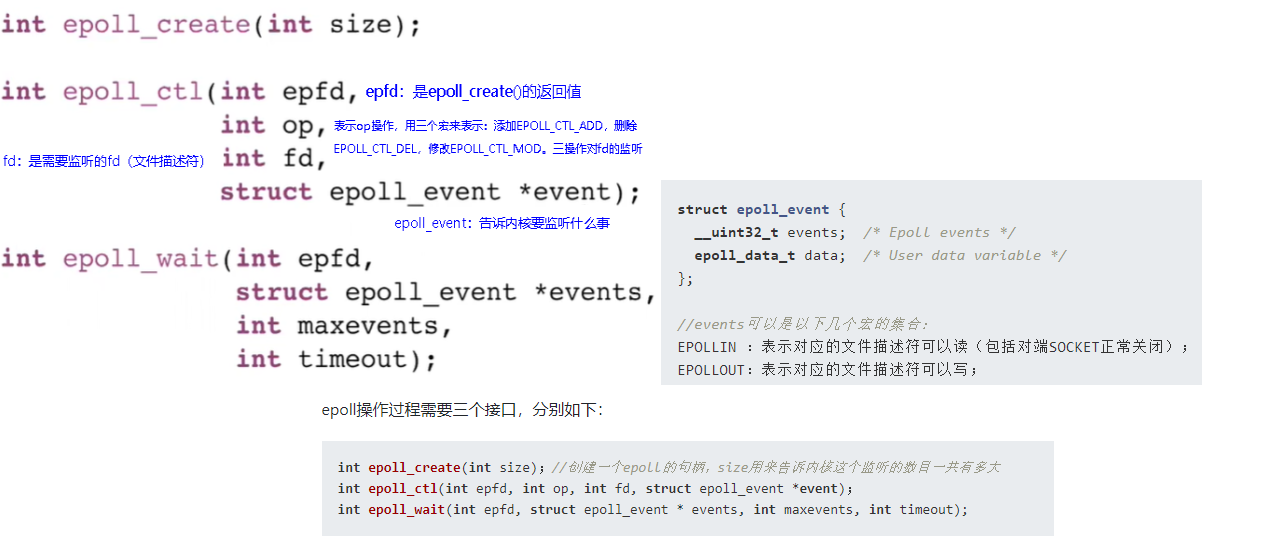 int epoll_create(int size);
int epoll_ctl(int epfd, epfd：是epoll_create()的返回值
int op, 表示op操作，用三个宏来表示：添加EPOLL_CTL_ADD，删除
EPOLL_CTL_DEL，修改EPOLL_CTL_MOD。三操作对fd的监听
fd：是需要监听的fd（文件描述符） int fd,
struct epoll_event *event);
epoll_event：告诉内核要监听什么事
int epoll_wait(int epfd,
struct epoll_event *events,
int maxevents,
int timeout);
struct epoll_event {
__uint32_t events; /* Epoll events */
epoll_data_t data; /* User data variable */
};
//events可以是以下几个宏的集合：
EPOLLIN ：表示对应的文件描述符可以读（包括对端SOCKET正常关闭）；
EPOLLOUT：表示对应的文件描述符可以写；
epoll操作过程需要三个接口，分别如下：
int epoll_create(int size); //创建一个epoll的句柄，size用来告诉内核这个监听的数目一共有多大
int epoll_ctl(int epfd, int op, int fd, struct epoll_event *event);
int epoll_wait(int epfd, struct epoll_event * events, int maxevents, int timeout);